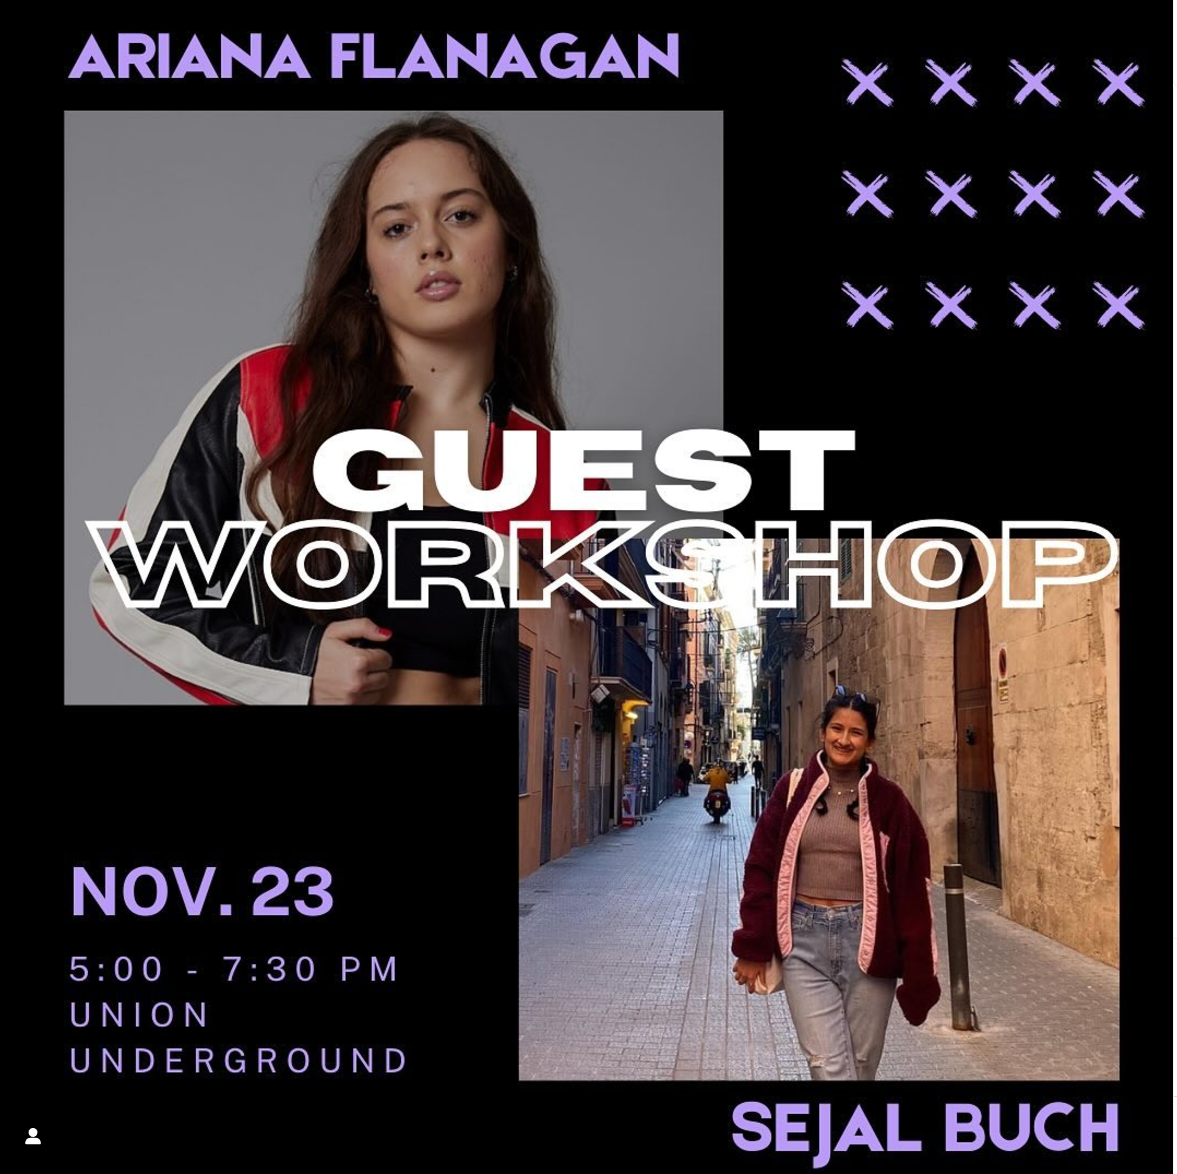 ARIANA FLANAGAN
GUEST
WORKSHOP
NOV. 23
5:00 - 7:30 PM
UNION
UNDERGROUND
SEJAL BUCH